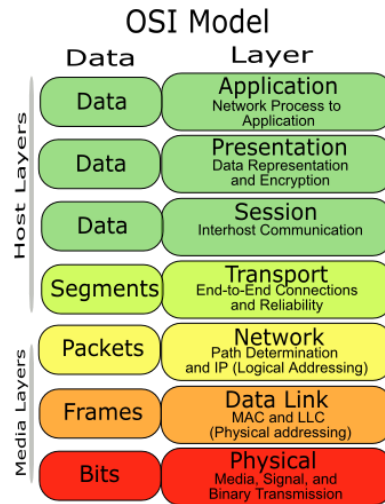 OSI Model
Data Layer
Host Layers
Data
Application
Network Process to
Application
Data
Presentation
Data Representation
and Encryption
Data
Session
Interhost Communication
Segments
Transport
End-to-End Connections
and Reliability
Media Layers
Packets
Network
Path Determination
and IP (Logical Addressing)
Frames
Data Link
MAC and LLC
(Physical addressing)
Bits
Physical
Media, Signal, and
Binary Transmission